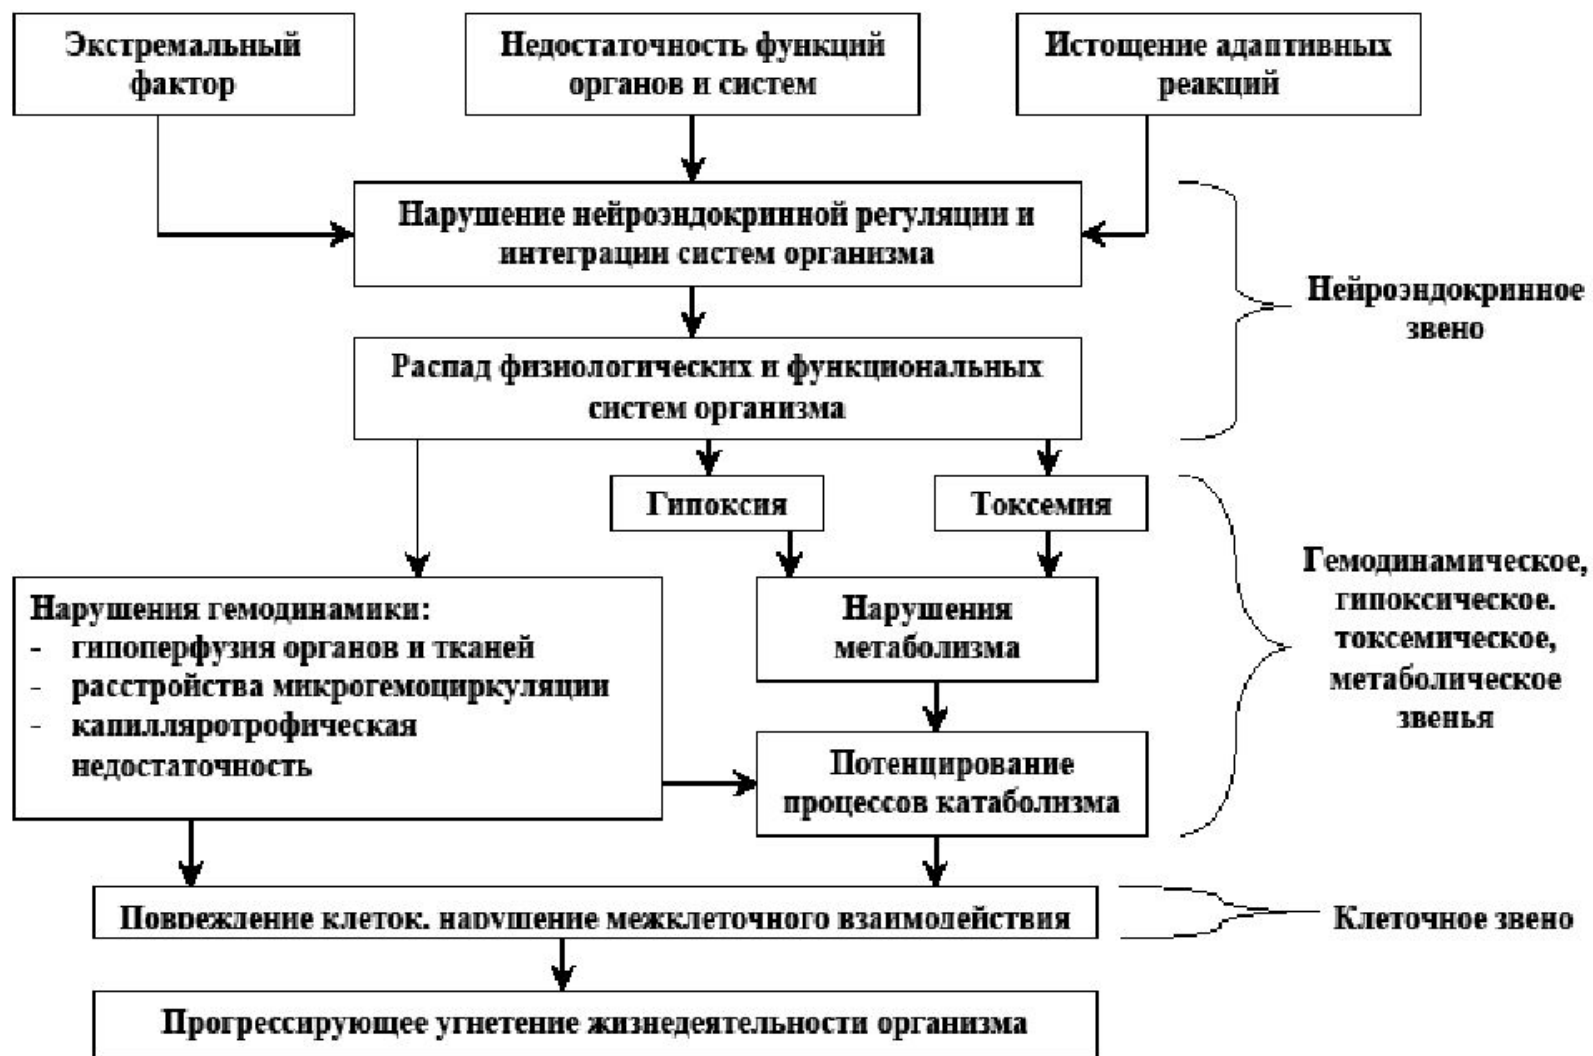 Экстремальный
фактор
Недостаточность функций
органов и систем
Истощение адаптивных
реакций
Нарушение нейроэндокринной регуляции и
интеграции систем организма
Нейроэндокринное
звено
Распад физиологических и функциональных
систем организма
Гипоксия
Токсемия
Гемодинамическое,
гипоксическое.
токсемическое,
метаболическое
звенья
Нарушения гемодинамики:
- гипоперфузия органов и тканей
- расстройства микрогемоциркуляции
- капилляротрофическая
недостаточность
Нарушения
метаболизма
Потенцирование
процессов катаболизма
Повреждение клеток. нарушение межклеточного взаимодействия
Клеточное звено
Прогрессирующее угнетение жизнедеятельности организма